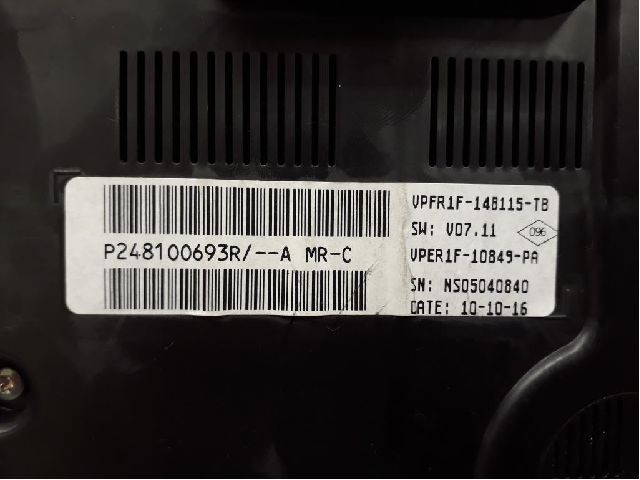 P248100693R/--A MR-C
VPFR1F-14B115-TB
SW: V07.11
096
VPER1F-10849-PA
SN: NS05040840
DATE: 10-10-16